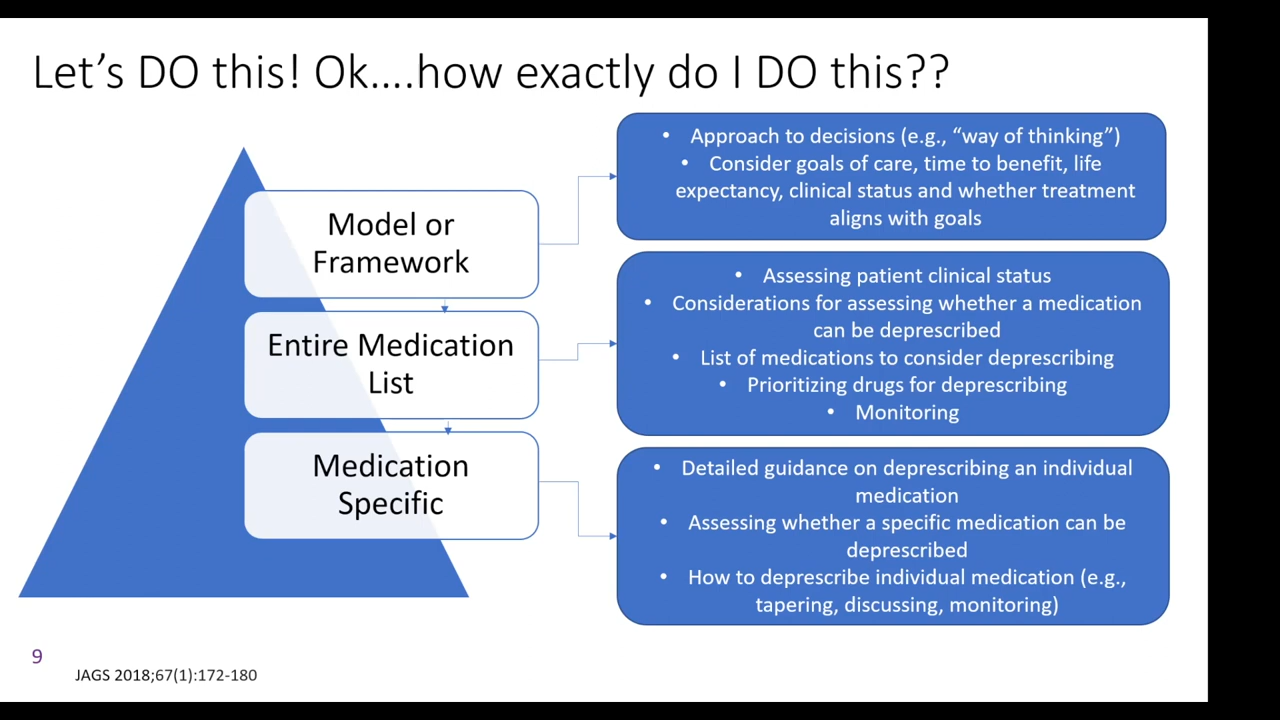 Let’s DO this! Ok....how exactly do I DO this??
Model or
Framework
• Approach to decisions (e.g., “way of thinking”)
• Consider goals of care, time to benefit, life
expectancy, clinical status and whether treatment
aligns with goals
Entire Medication
List
• Assessing patient clinical status
• Considerations for assessing whether a medication
can be deprescribed
• List of medications to consider deprescribing
• Prioritizing drugs for deprescribing
• Monitoring
Medication
Specific
• Detailed guidance on deprescribing an individual
medication
• Assessing whether a specific medication can be
deprescribed
• How to deprescribe individual medication (e.g.,
tapering, discussing, monitoring)
9
JAGS 2018;67(1):172-180